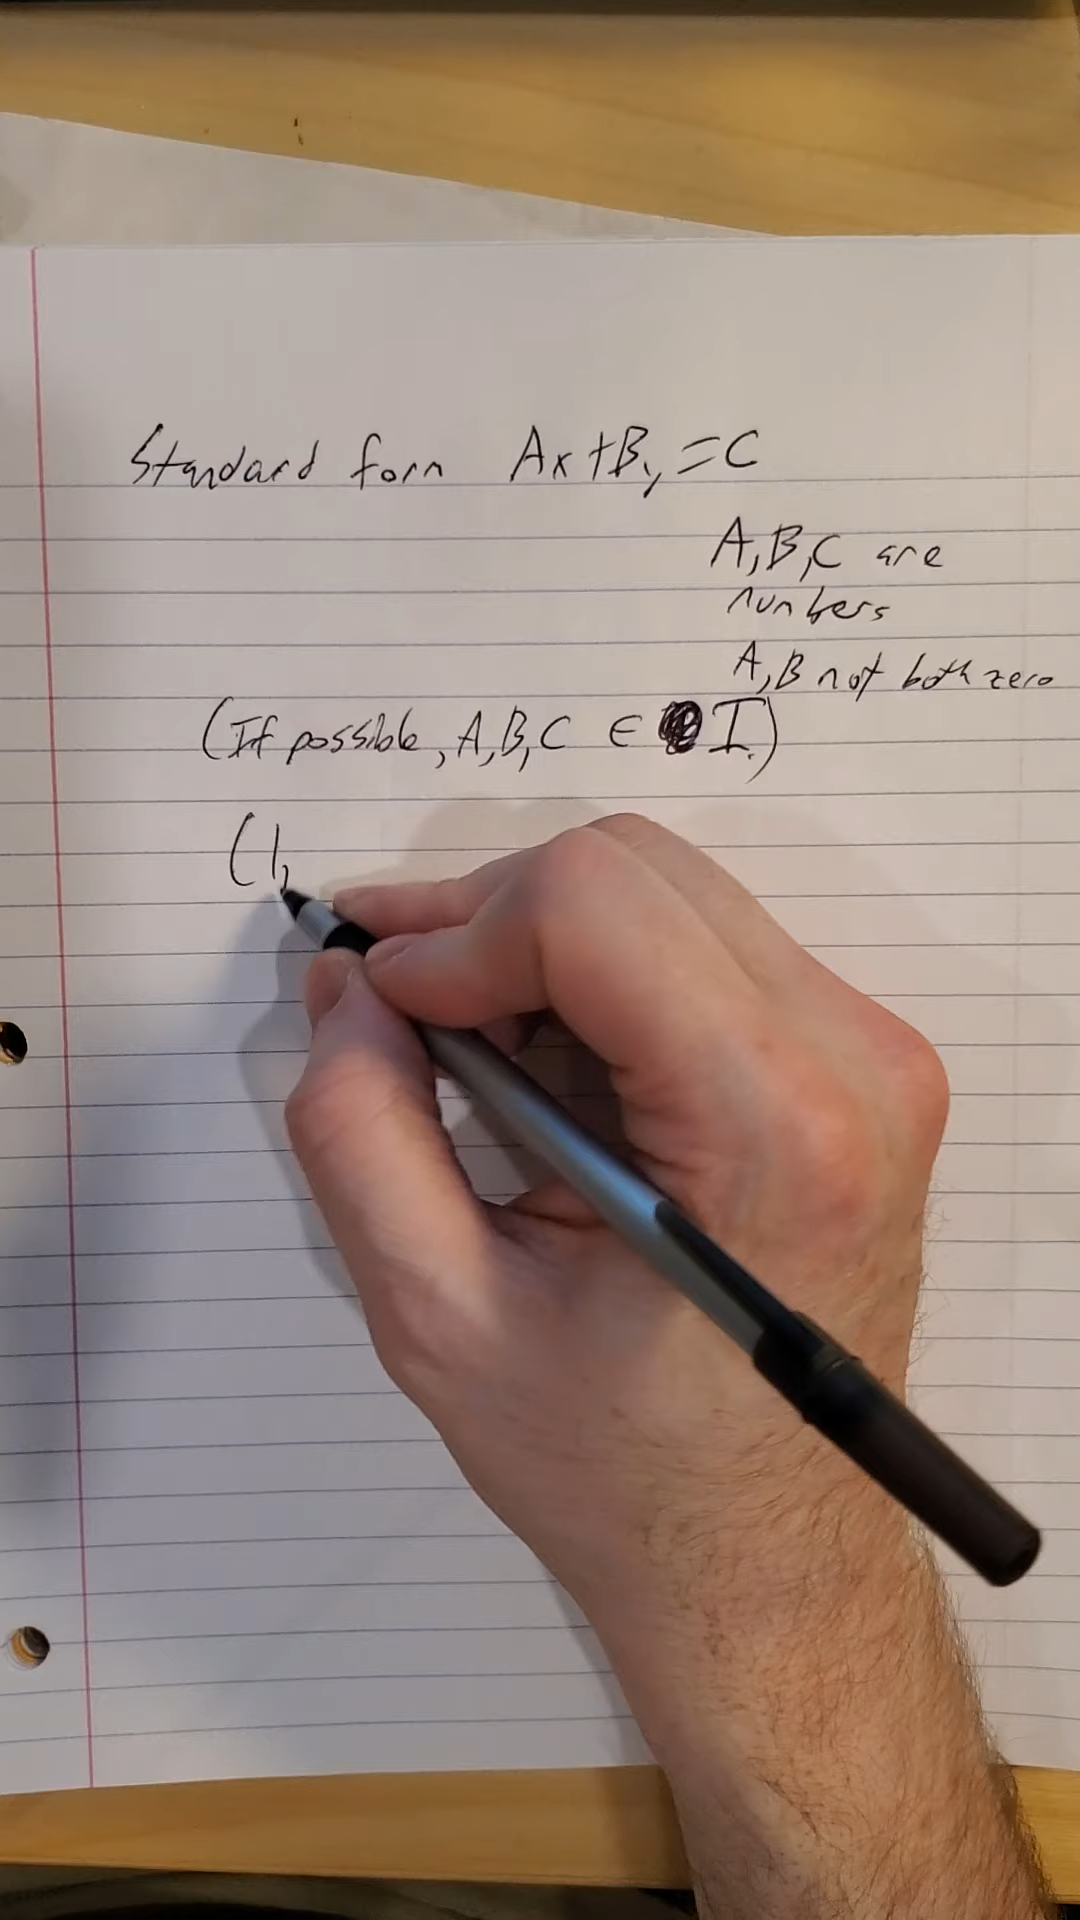 Standard form Ax+By=C
A,B,C are
numbers
A,B not both zero
(If possible, A,B,C ∈ I.)
(1,